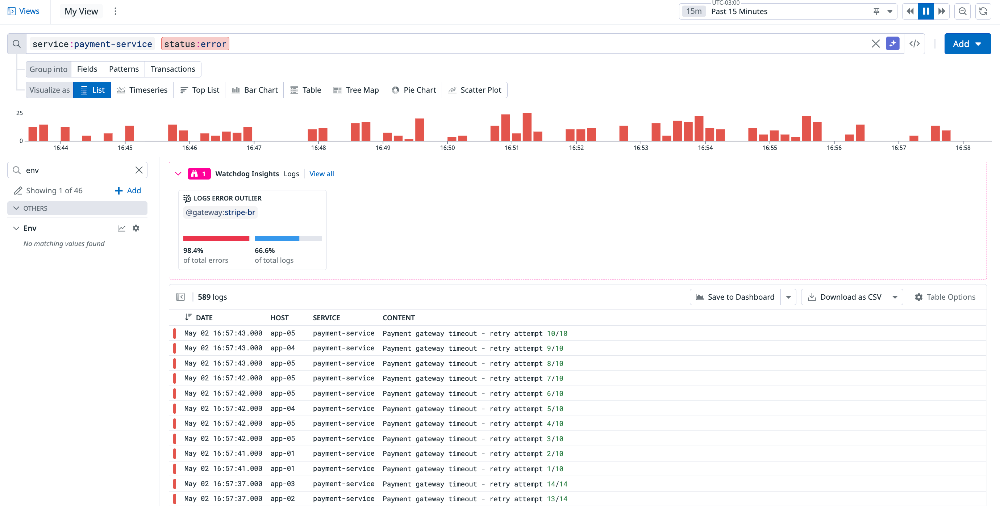 Views My View UTC-03:00 15m Past 15 Minutes
service:payment-service status:error </> Add
Group into Fields Patterns Transactions
Visualize as List Timeseries Top List Bar Chart Table Tree Map Pie Chart Scatter Plot
25
0
16:44 16:45 16:46 16:47 16:48 16:49 16:50 16:51 16:52 16:53 16:54 16:55 16:56 16:57 16:58
env
Showing 1 of 46 Add
OTHERS
Env
No matching values found
1 Watchdog Insights Logs View all
LOGS ERROR OUTLIER
@gateway:stripe-br
98.4% 66.6%
of total errors of total logs
589 logs Save to Dashboard Download as CSV Table Options
DATE HOST SERVICE CONTENT
May 02 16:57:43.000 app-05 payment-service Payment gateway timeout - retry attempt 10/10
May 02 16:57:43.000 app-04 payment-service Payment gateway timeout - retry attempt 9/10
May 02 16:57:43.000 app-05 payment-service Payment gateway timeout - retry attempt 8/10
May 02 16:57:42.000 app-05 payment-service Payment gateway timeout - retry attempt 7/10
May 02 16:57:42.000 app-05 payment-service Payment gateway timeout - retry attempt 6/10
May 02 16:57:42.000 app-04 payment-service Payment gateway timeout - retry attempt 5/10
May 02 16:57:42.000 app-05 payment-service Payment gateway timeout - retry attempt 4/10
May 02 16:57:42.000 app-05 payment-service Payment gateway timeout - retry attempt 3/10
May 02 16:57:41.000 app-01 payment-service Payment gateway timeout - retry attempt 2/10
May 02 16:57:41.000 app-01 payment-service Payment gateway timeout - retry attempt 1/10
May 02 16:57:37.000 app-03 payment-service Payment gateway timeout - retry attempt 14/14
May 02 16:57:37.000 app-02 payment-service Payment gateway timeout - retry attempt 13/14